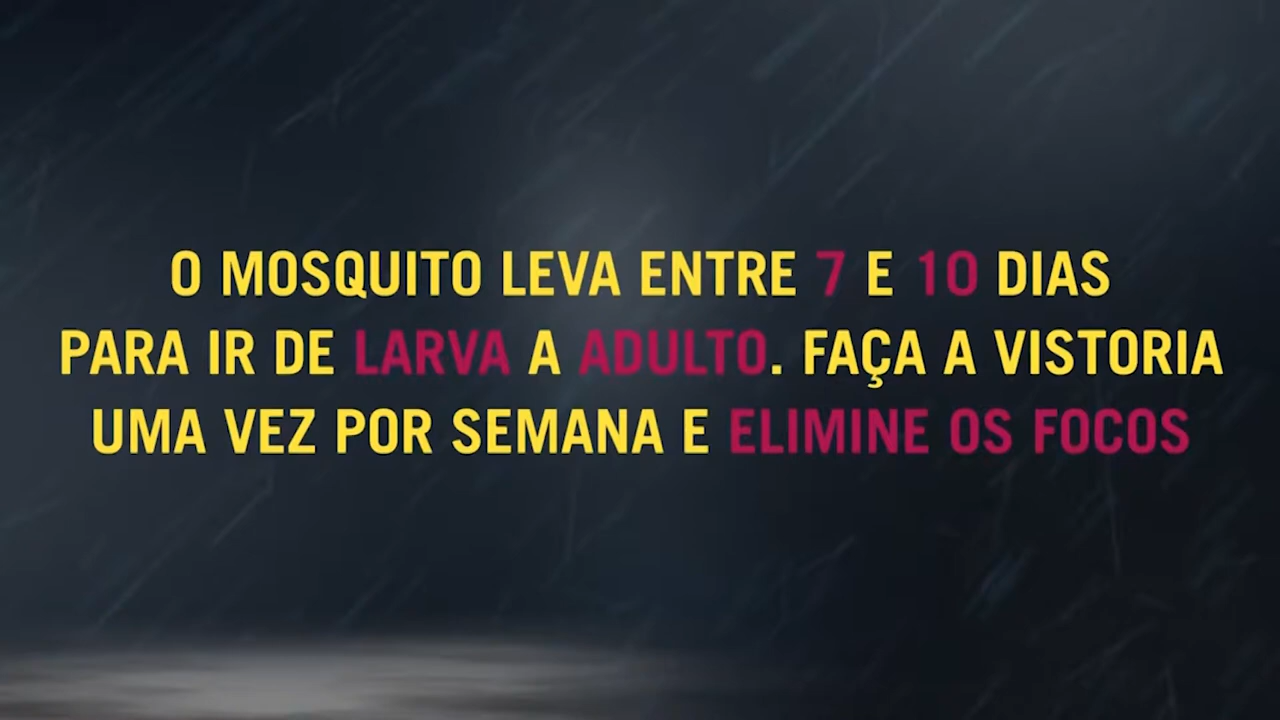 O MOSQUITO LEVA ENTRE 7 E 10 DIAS
PARA IR DE LARVA A ADULTO. FAÇA A VISTORIA
UMA VEZ POR SEMANA E ELIMINE OS FOCOS